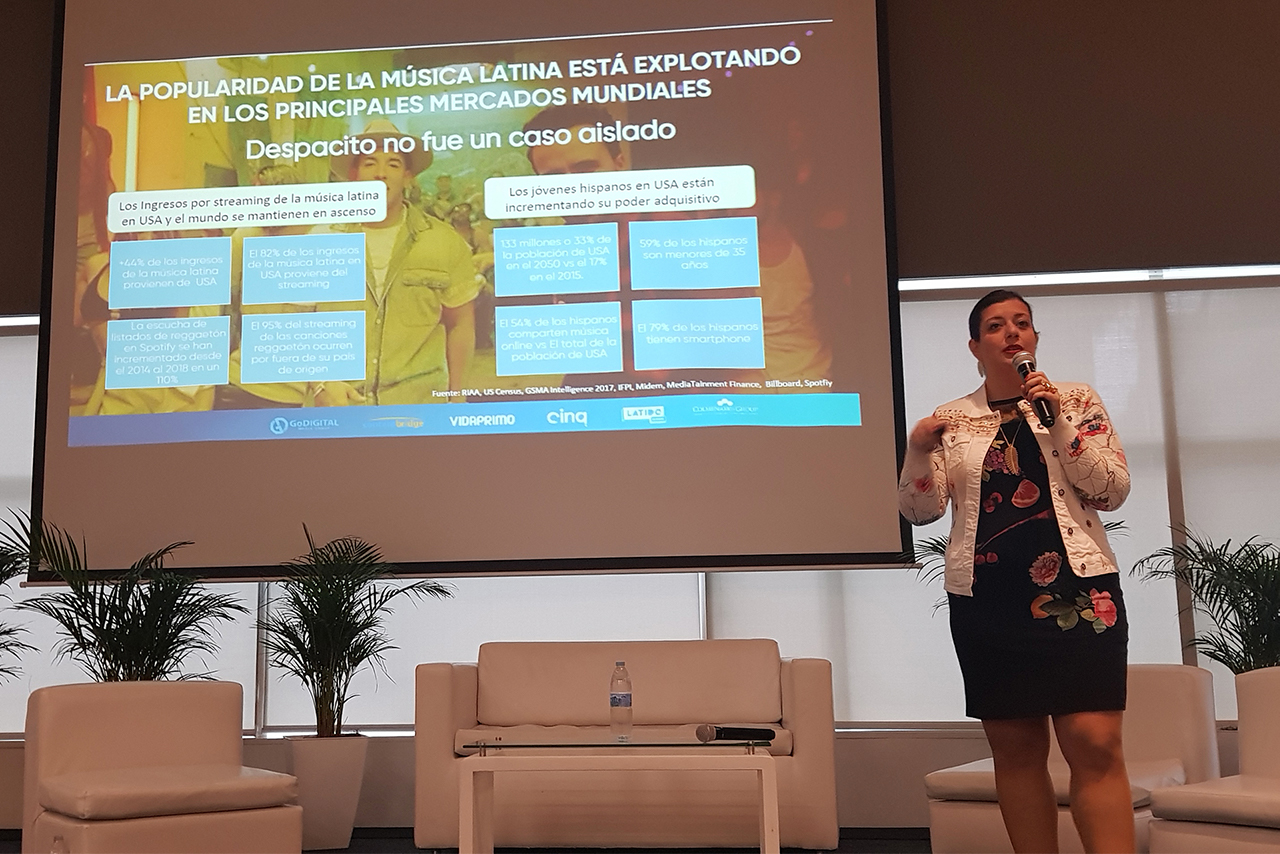 LA POPULARIDAD DE LA MÚSICA LATINA ESTÁ EXPLOTANDO
EN LOS PRINCIPALES MERCADOS MUNDIALES
Despacito no fue un caso aislado
Los Ingresos por streaming de la música latina
en USA y el mundo se mantienen en ascenso
+44% de los ingresos
de la música latina
provienen de USA
El 82% de los ingresos
de la música latina en
USA proviene del
streaming
La escucha de
listados de reggaetón
en Spotify se han
incrementado desde
el 2014 al 2018 en un
110%
El 95% del streaming
de las canciones
reggaetón ocurren
por fuera de su país
de origen
Los jóvenes hispanos en USA están
incrementando su poder adquisitivo
133 millones o 33% de
la población de USA
en el 2050 vs el 17%
en el 2015.
59% de los hispanos
son menores de 35
años
El 54% de los hispanos
comparten música
online vs El total de la
población de USA
El 79% de los hispanos
tienen smartphone
Fuente: RIAA, US Census, GSMA Intelligence 2017, IFPI, Midem, MediaTainment Finance, Billboard, Spotfiy
GoDIGITAL
VIDAPRIMO
cinq
LATIDO